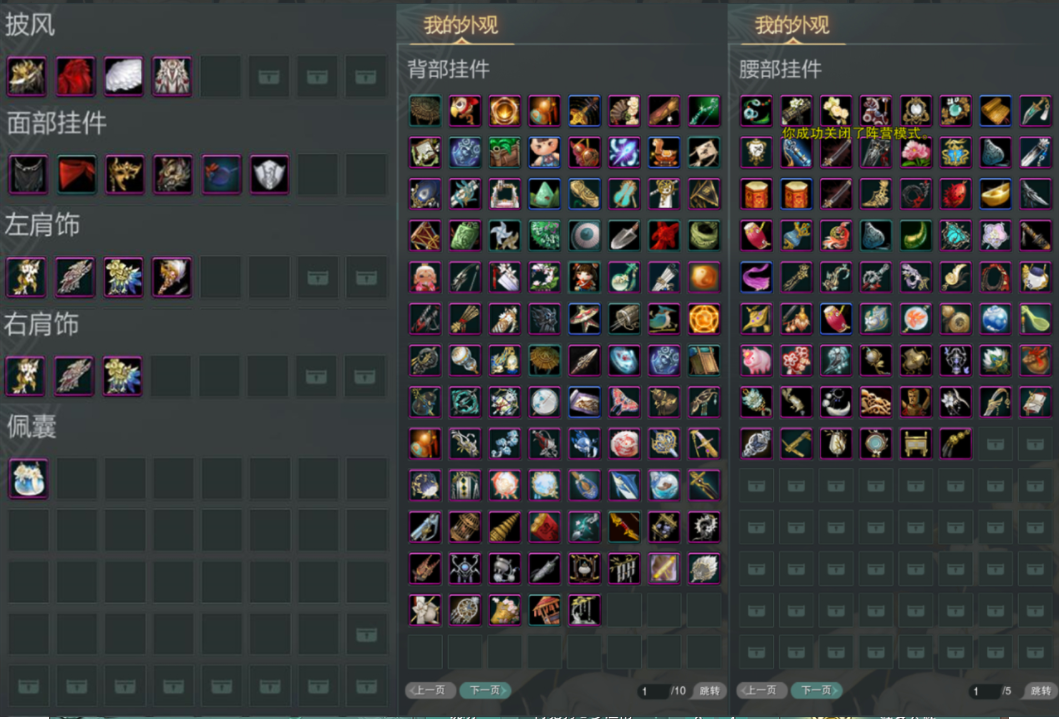 披风
面部挂件
左肩饰
右肩饰
佩囊
我的外观
背部挂件
上一页
下一页
1
/10
跳转
我的外观
腰部挂件
你成功关闭了阵营模式。
上一页
下一页
1
/5
跳转